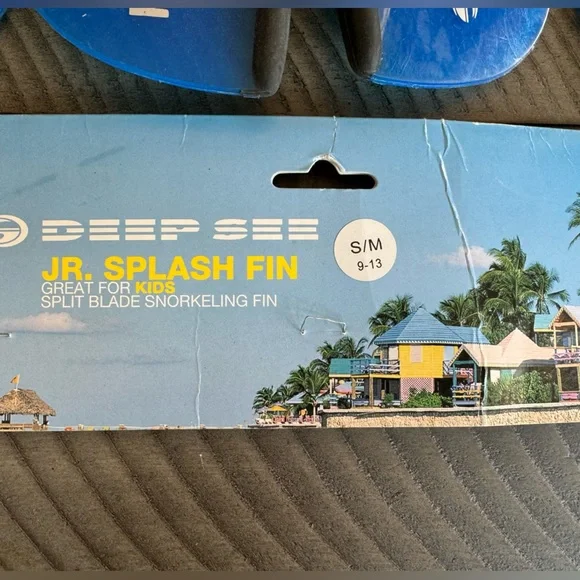 DEEP SEE
JR. SPLASH FIN
GREAT FOR KIDS
SPLIT BLADE SNORKELING FIN
S/M
9-13